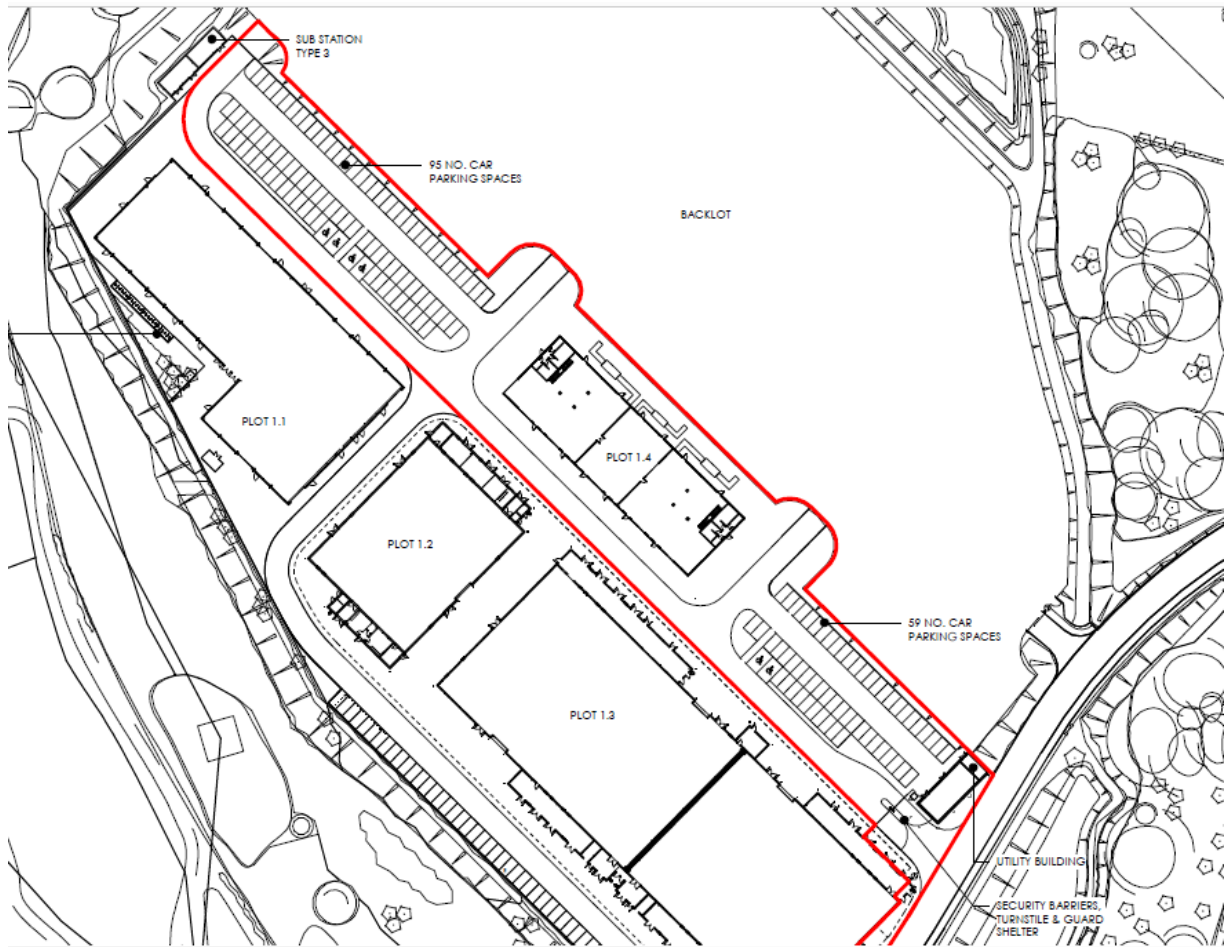 SUB STATION
TYPE 3
95 NO. CAR
PARKING SPACES
BACKLOT
PLOT 1.1
PLOT 1.4
PLOT 1.2
59 NO. CAR
PARKING SPACES
PLOT 1.3
UTILITY BUILDING
SECURITY BARRIERS,
TURNSTILE & GUARD
SHELTER